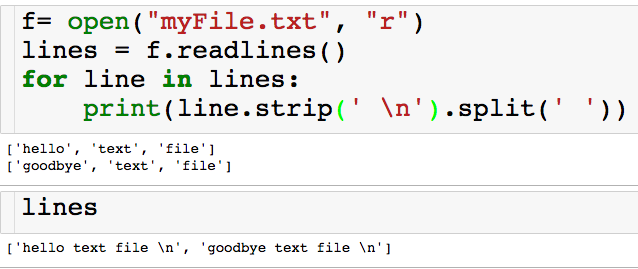 f= open("myFile.txt", "r")
lines = f.readlines()
for line in lines:
    print(line.strip(' \n').split(' '))
['hello', 'text', 'file']
['goodbye', 'text', 'file']
lines
['hello text file \n', 'goodbye text file \n']